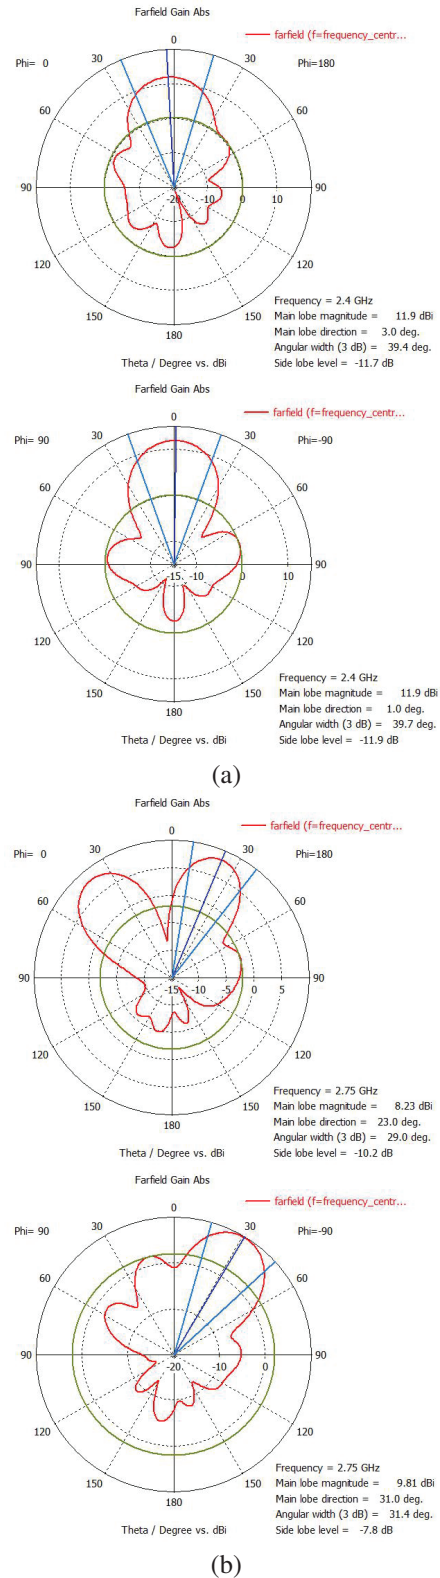 Farfield Gain Abs
farfield (f=frequency_centr...
0
Phi= 0
30
30
Phi=180
60
60
90
-20
-10
0
10
90
120
120
150
180
150
Frequency = 2.4 GHz
Main lobe magnitude = 11.9 dBi
Main lobe direction = 3.0 deg.
Angular width (3 dB) = 39.4 deg.
Side lobe level = -11.7 dB
Theta / Degree vs. dBi
Farfield Gain Abs
farfield (f=frequency_centr...
0
Phi= 90
30
30
Phi=-90
60
60
90
-15
-10
0
10
90
120
120
150
150
180
Frequency = 2.4 GHz
Main lobe magnitude = 11.9 dBi
Main lobe direction = 1.0 deg.
Angular width (3 dB) = 39.7 deg.
Side lobe level = -11.9 dB
Theta / Degree vs. dBi
(a)
Farfield Gain Abs
farfield (f=frequency_centr...
0
Phi= 0
30
30
Phi=180
60
60
90
-15
-10
-5
0
5
90
120
120
150
150
180
Frequency = 2.75 GHz
Main lobe magnitude = 8.23 dBi
Main lobe direction = 23.0 deg.
Angular width (3 dB) = 29.0 deg.
Side lobe level = -10.2 dB
Theta / Degree vs. dBi
Farfield Gain Abs
farfield (f=frequency_centr...
0
Phi= 90
30
30
Phi=-90
60
60
90
-20
-10
0
90
120
120
150
150
180
Frequency = 2.75 GHz
Main lobe magnitude = 9.81 dBi
Main lobe direction = 31.0 deg.
Angular width (3 dB) = 31.4 deg.
Side lobe level = -7.8 dB
Theta / Degree vs. dBi
(b)